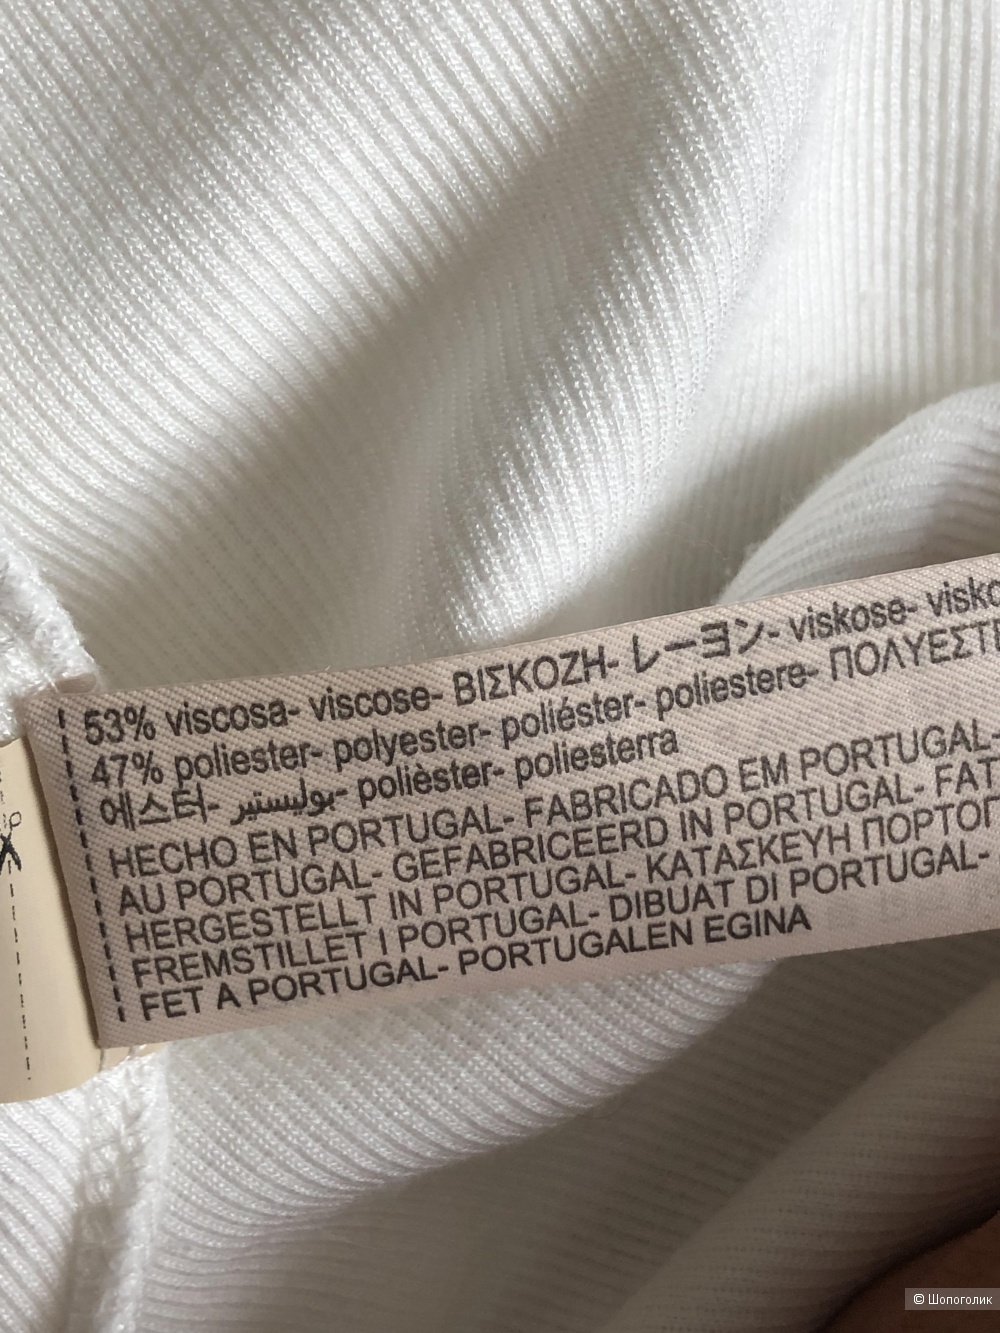 53% viscosa- viscose- ΒΙΣΚΟΖΗ- レーヨン- viskose- visko
47% poliester- polyester- poliéster- poliestere- ΠΟΛΥΕΣΤΕ
에스터- بوليستير- polièster- poliesterra
HECHO EN PORTUGAL- FABRICADO EM PORTUGAL-
AU PORTUGAL- GEFABRICEERD IN PORTUGAL- FAT
HERGESTELLT IN PORTUGAL- ΚΑΤΑΣΚΕΥΗ ΠΟΡΤΟΓ
FREMSTILLET I PORTUGAL- DIBUAT DI PORTUGAL-
FET A PORTUGAL- PORTUGALEN EGINA
© Шопоголик